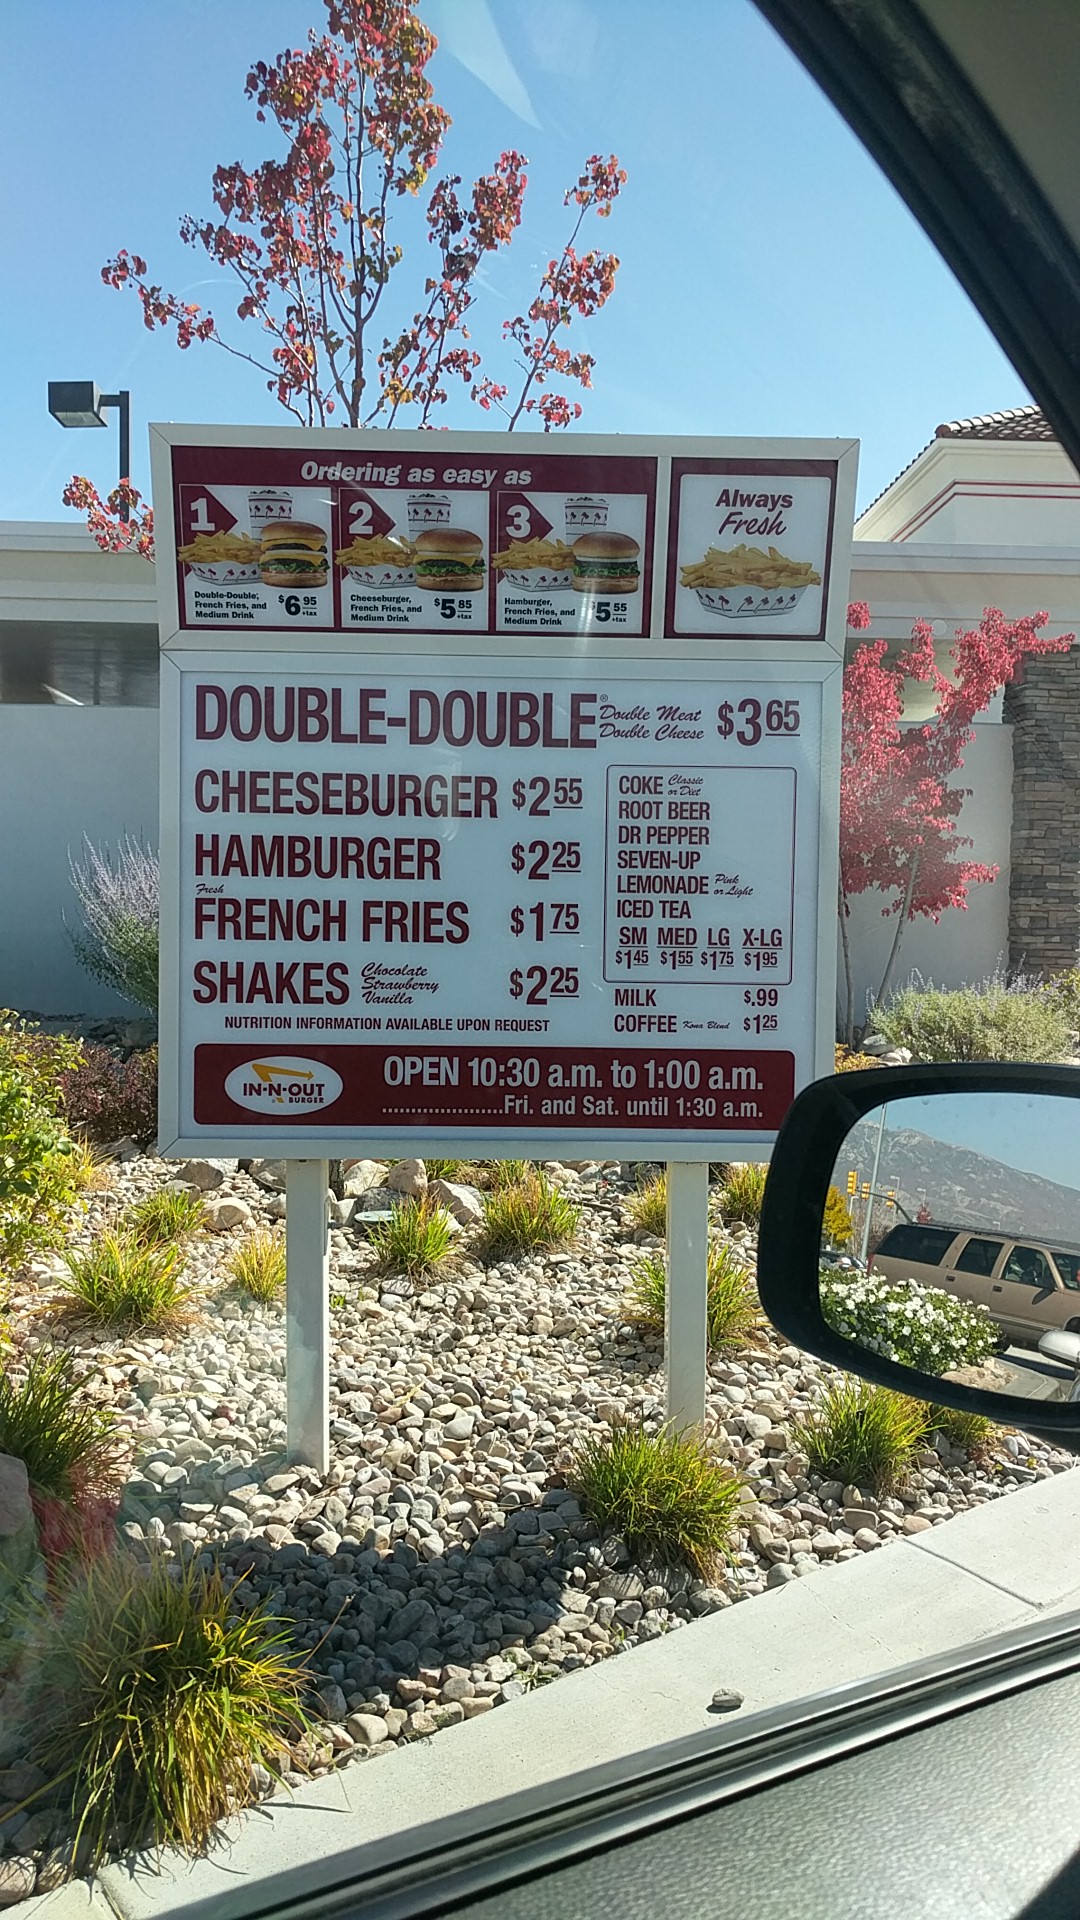 Ordering as easy as
1
Double-Double,
French Fries, and
Medium Drink
$6 95
+tax
2
Cheeseburger,
French Fries, and
Medium Drink
$5 85
+tax
3
Hamburger,
French Fries, and
Medium Drink
$5 55
+tax
Always
Fresh
DOUBLE-DOUBLE® Double Meat Double Cheese $3 65
CHEESEBURGER $2 55
HAMBURGER $2 25
Fresh
FRENCH FRIES $1 75
SHAKES Chocolate Strawberry Vanilla $2 25
NUTRITION INFORMATION AVAILABLE UPON REQUEST
COKE Classic or Diet
ROOT BEER
DR PEPPER
SEVEN-UP
LEMONADE Pink or Light
ICED TEA
SM MED LG X-LG
$1 45 $1 55 $1 75 $1 95
MILK $.99
COFFEE Kona Blend $1 25
IN-N-OUT
BURGER
OPEN 10:30 a.m. to 1:00 a.m.
.....................Fri. and Sat. until 1:30 a.m.